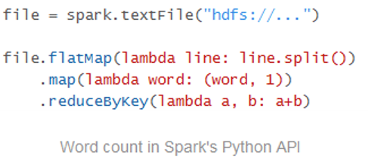 file = spark.textFile("hdfs://...")
file.flatMap(lambda line: line.split())
    .map(lambda word: (word, 1))
    .reduceByKey(lambda a, b: a+b)
Word count in Spark's Python API